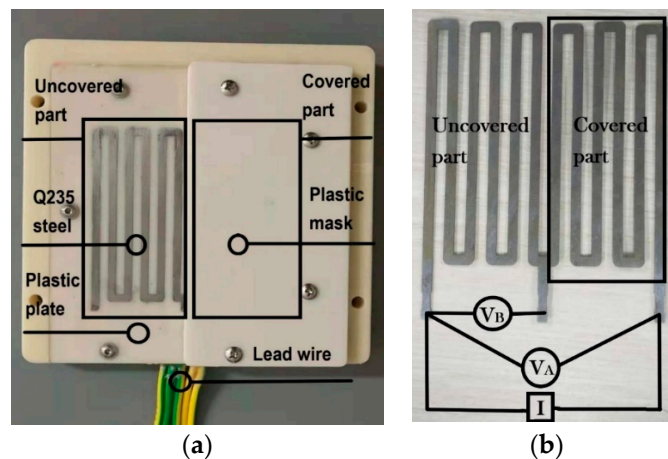 Uncovered
part
Covered
part
Q235
steel
Plastic
mask
Plastic
plate
Lead wire
(a)
Uncovered
part
Covered
part
VB
VA
I
(b)